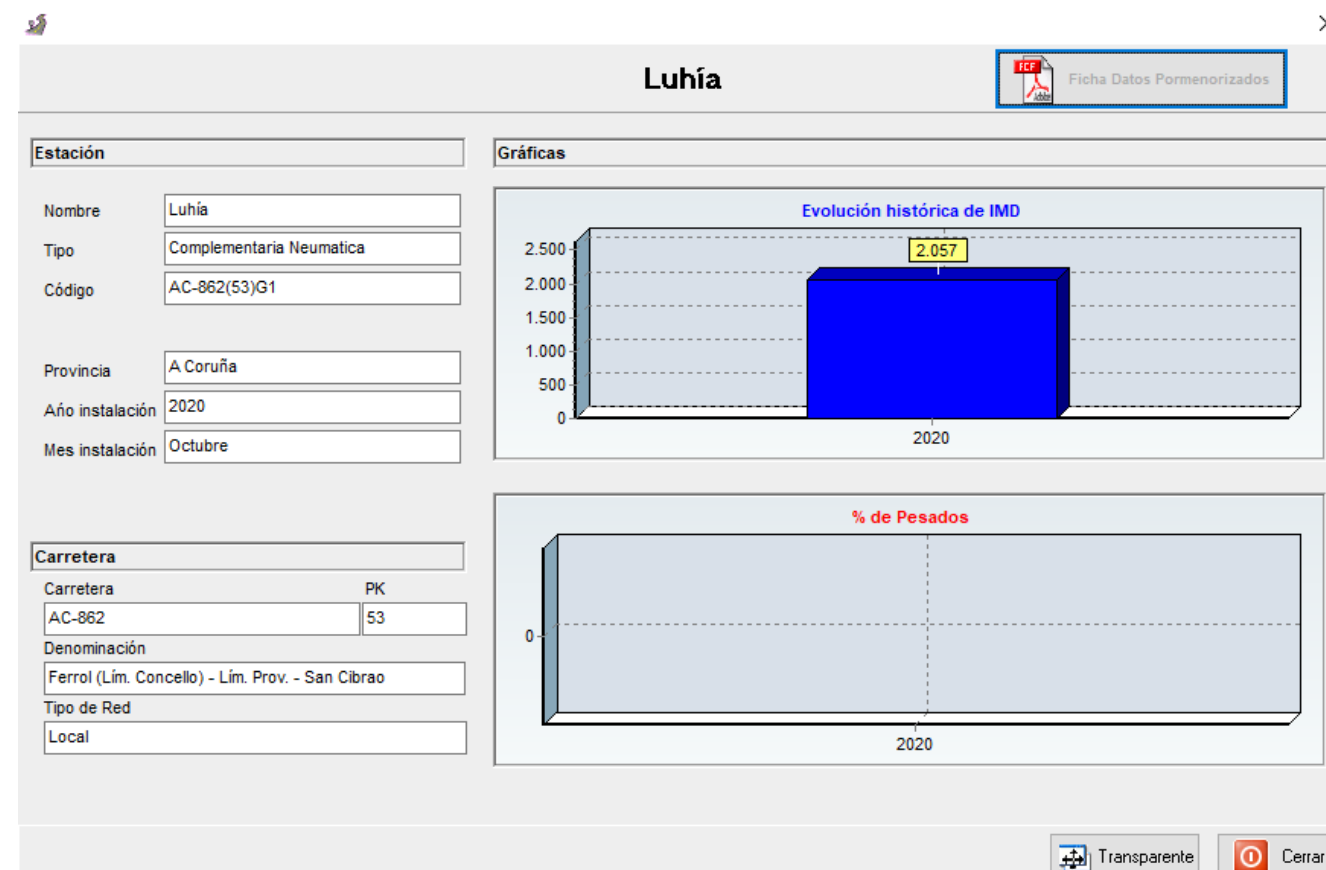 Luhía
Ficha Datos Pormenorizados
Estación
Nombre Luhía
Tipo Complementaria Neumatica
Código AC-862(53)G1
Provincia A Coruña
Año instalación 2020
Mes instalación Octubre
Carretera
Carretera PK
AC-862 53
Denominación
Ferrol (Lím. Concello) - Lím. Prov. - San Cibrao
Tipo de Red
Local
Gráficas
Evolución histórica de IMD
2.500
2.057
2.000
1.500
1.000
500
0
2020
% de Pesados
0
2020
Transparente
Cerrar